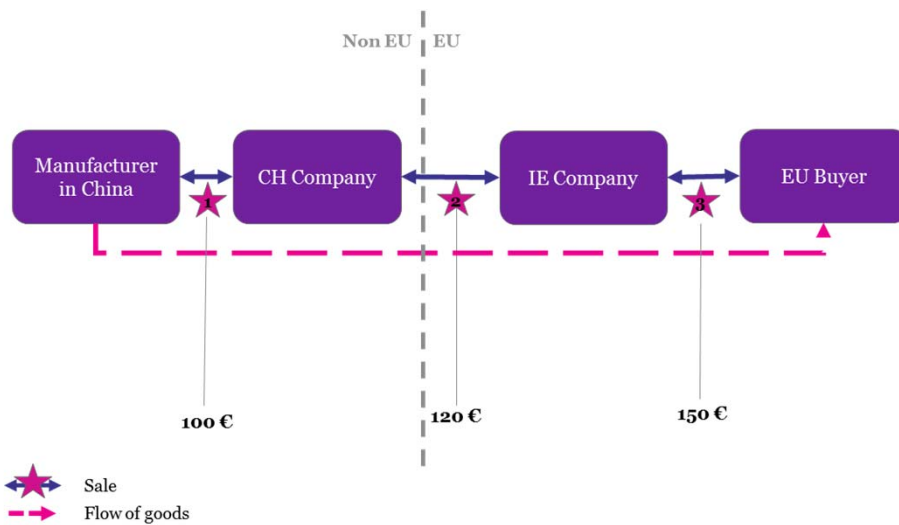 Non EU
EU
Manufacturer
in China
CH Company
IE Company
EU Buyer
1
2
3
100 €
120 €
150 €
Sale
Flow of goods